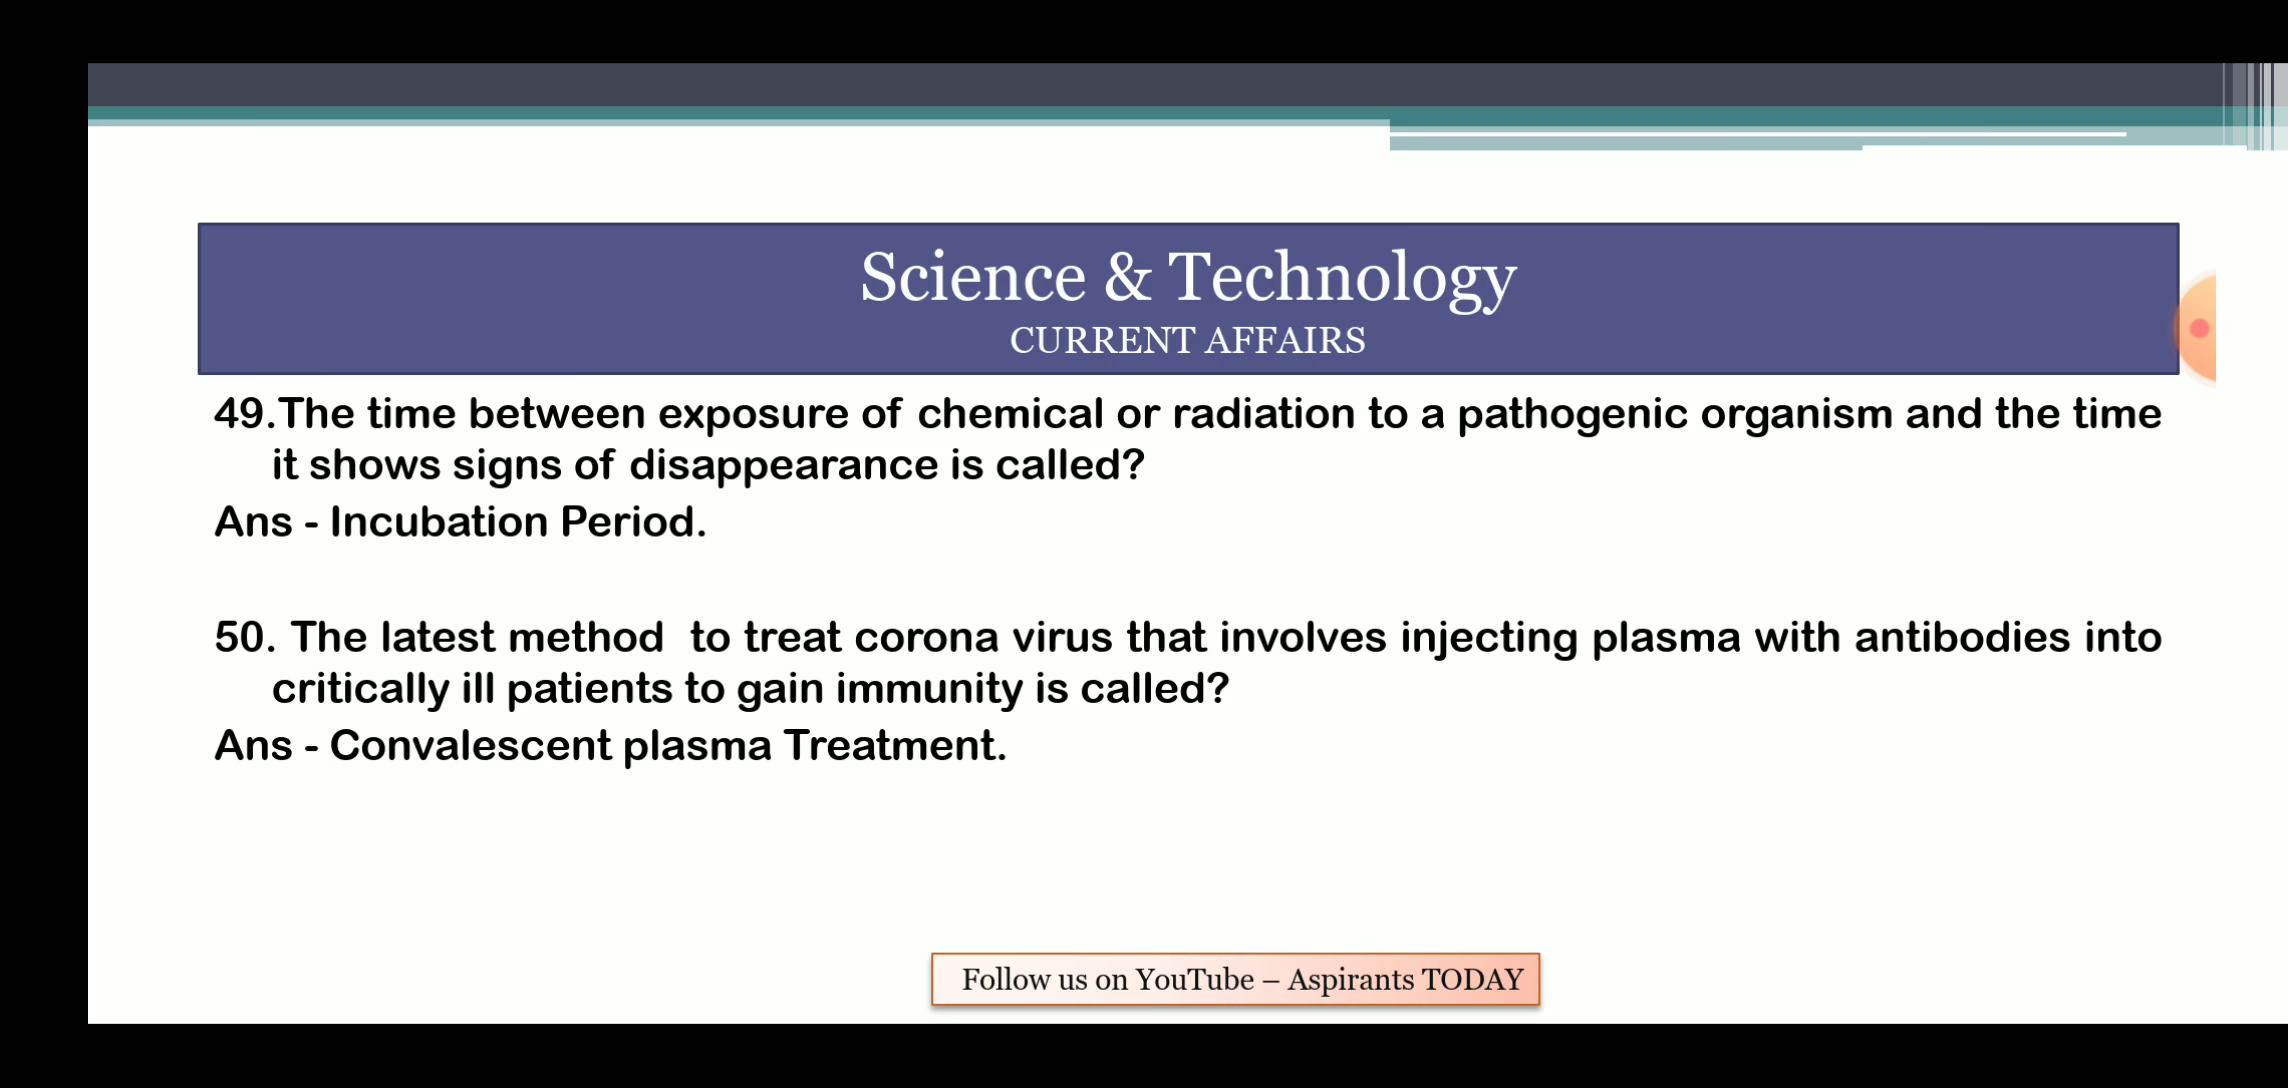 Science & Technology
CURRENT AFFAIRS
49.The time between exposure of chemical or radiation to a pathogenic organism and the time
it shows signs of disappearance is called?
Ans - Incubation Period.
50. The latest method  to treat corona virus that involves injecting plasma with antibodies into
critically ill patients to gain immunity is called?
Ans - Convalescent plasma Treatment.
Follow us on YouTube – Aspirants TODAY